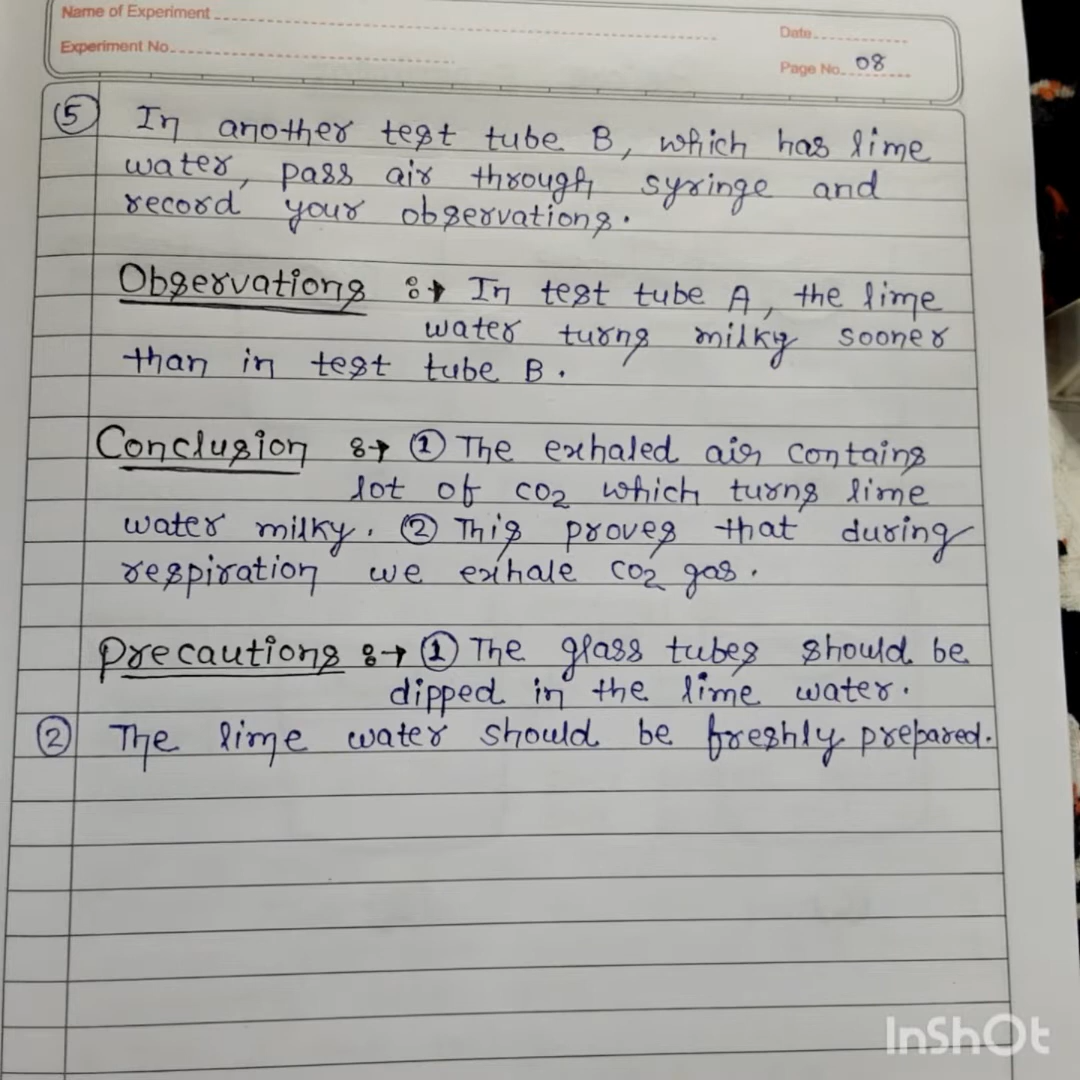 Name of Experiment
Date
Experiment No.
Page No. 08
5 In another test tube B, which has lime
water, pass air through syringe and
record your observations.
Observations :→ In test tube A, the lime
water turns milky sooner
than in test tube B.
Conclusion :→ 1 The exhaled air contains
lot of CO2 which turns lime
water milky. 2 This proves that during
respiration we exhale CO2 gas.
Precautions :→ 1 The glass tubes should be
dipped in the lime water.
2 The lime water should be freshly prepared.
InShOt